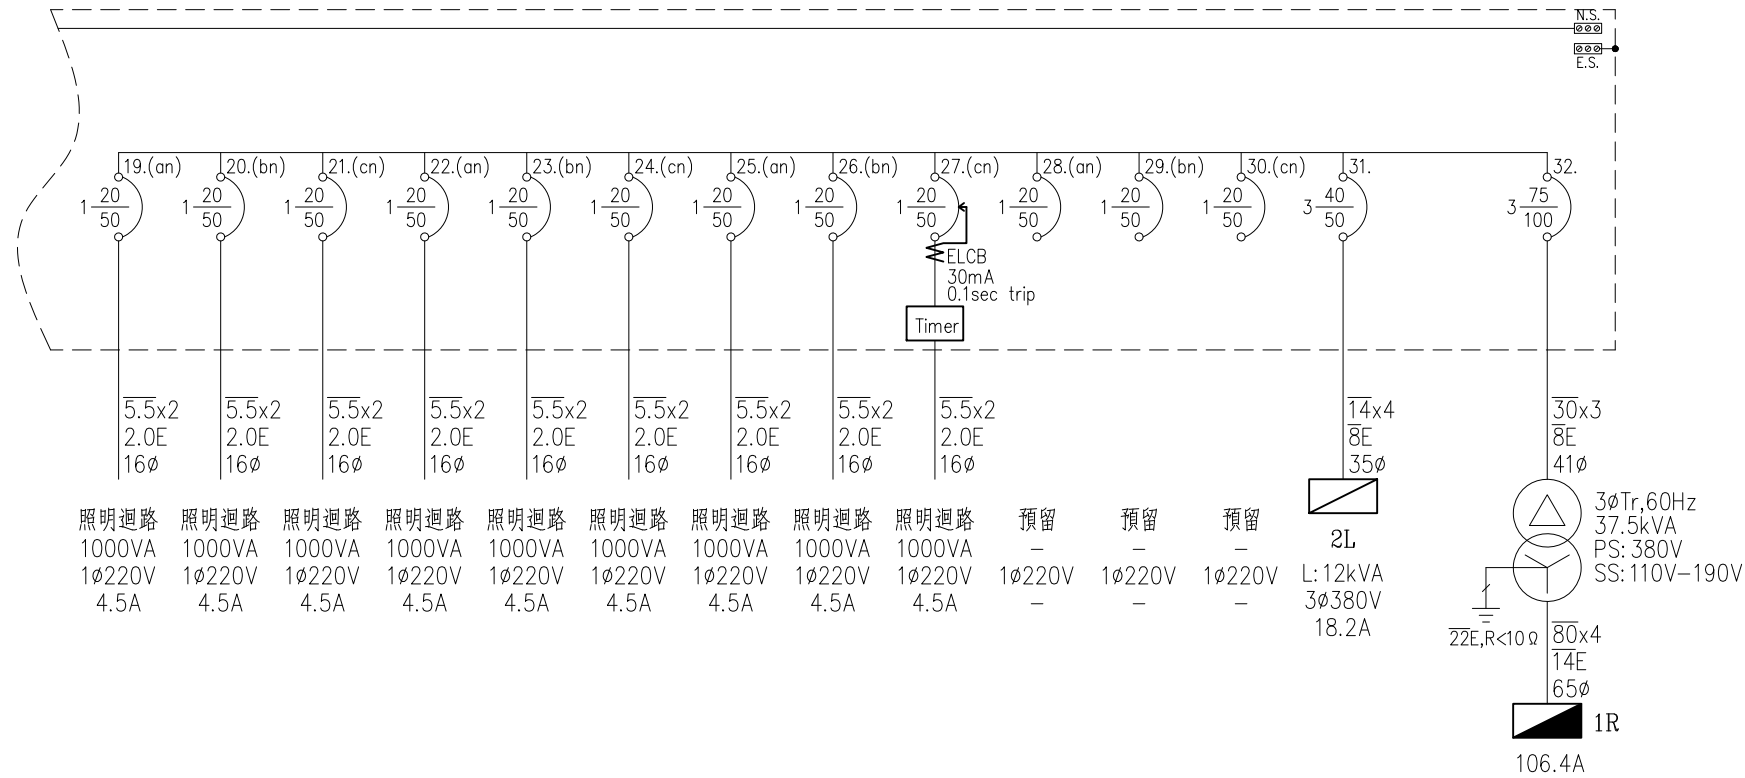 N.S.
E.S.
19.(an) 20.(bn) 21.(cn) 22.(an) 23.(bn) 24.(cn) 25.(an) 26.(bn) 27.(cn) 28.(an) 29.(bn) 30.(cn) 31. 32.
20 20 20 20 20 20 20 20 20 20 20 20 40 75
1 1 1 1 1 1 1 1 1 1 1 1 3 3
50 50 50 50 50 50 50 50 50 50 50 50 50 100
ELCB
30mA
0.1sec trip
Timer
5.5x2 5.5x2 5.5x2 5.5x2 5.5x2 5.5x2 5.5x2 5.5x2 5.5x2 14x4 30x3
2.0E 2.0E 2.0E 2.0E 2.0E 2.0E 2.0E 2.0E 2.0E 8E 8E
16ø 16ø 16ø 16ø 16ø 16ø 16ø 16ø 16ø 35ø 41ø
照明迴路 照明迴路 照明迴路 照明迴路 照明迴路 照明迴路 照明迴路 照明迴路 照明迴路 預留 預留 預留
1000VA 1000VA 1000VA 1000VA 1000VA 1000VA 1000VA 1000VA 1000VA - - -
1ø220V 1ø220V 1ø220V 1ø220V 1ø220V 1ø220V 1ø220V 1ø220V 1ø220V 1ø220V 1ø220V 1ø220V
4.5A 4.5A 4.5A 4.5A 4.5A 4.5A 4.5A 4.5A 4.5A - - -
2L
L:12kVA
3ø380V
18.2A
3øTr,60Hz
37.5kVA
PS:380V
SS:110V-190V
22E,R<10Ω
80x4
14E
65ø
1R
106.4A